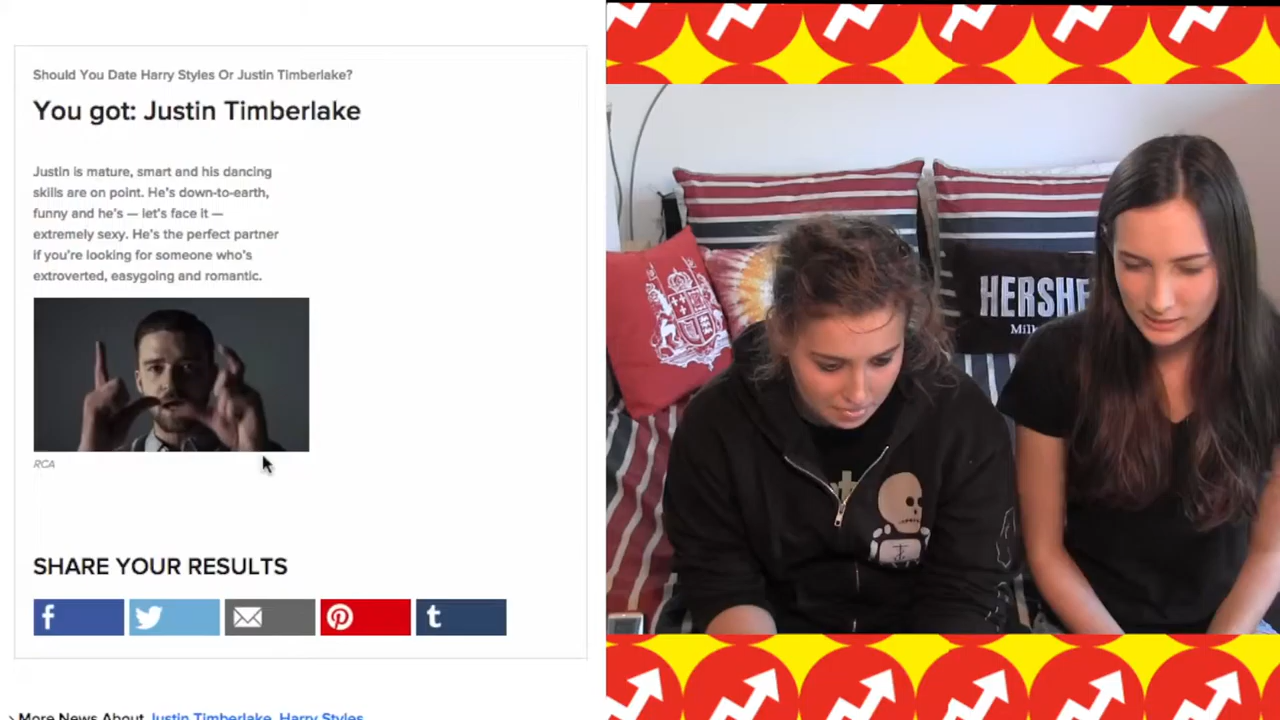 Should You Date Harry Styles Or Justin Timberlake?
You got: Justin Timberlake
Justin is mature, smart and his dancing
skills are on point. He's down-to-earth,
funny and he's — let's face it —
extremely sexy. He's the perfect partner
if you're looking for someone who's
extroverted, easygoing and romantic.
RCA
SHARE YOUR RESULTS
f
t
> More News About Justin Timberlake, Harry Styles
HERSHE
Milk